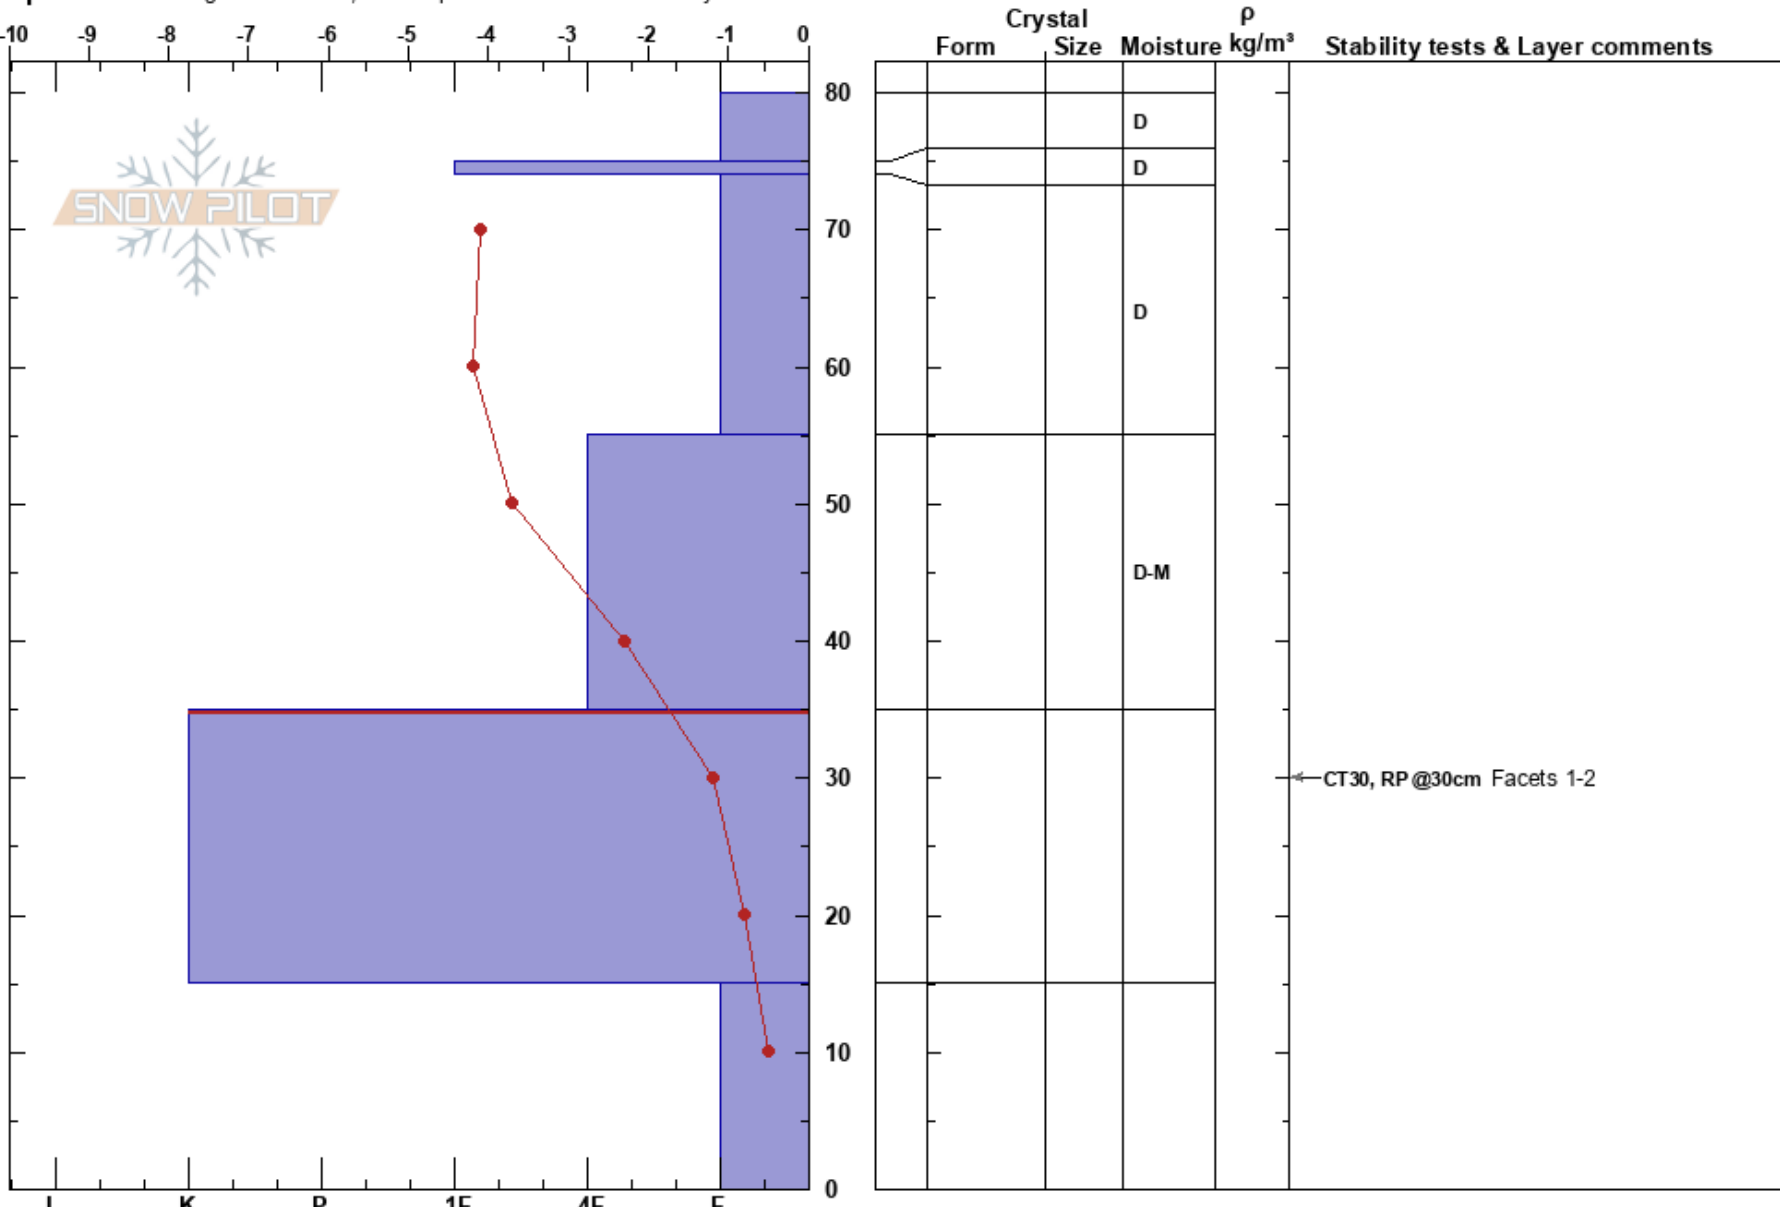 Crystal ρ
-10 -9 -8 -7 -6 -5 -4 -3 -2 -1 0 Form Size Moisture kg/m³ Stability tests & Layer comments
80
D
SNOW PILOT
D
70
D
60
50
D-M
40
30 CT30, RP@30cm Facets 1-2
20
10
0
I K P 1F 4F F